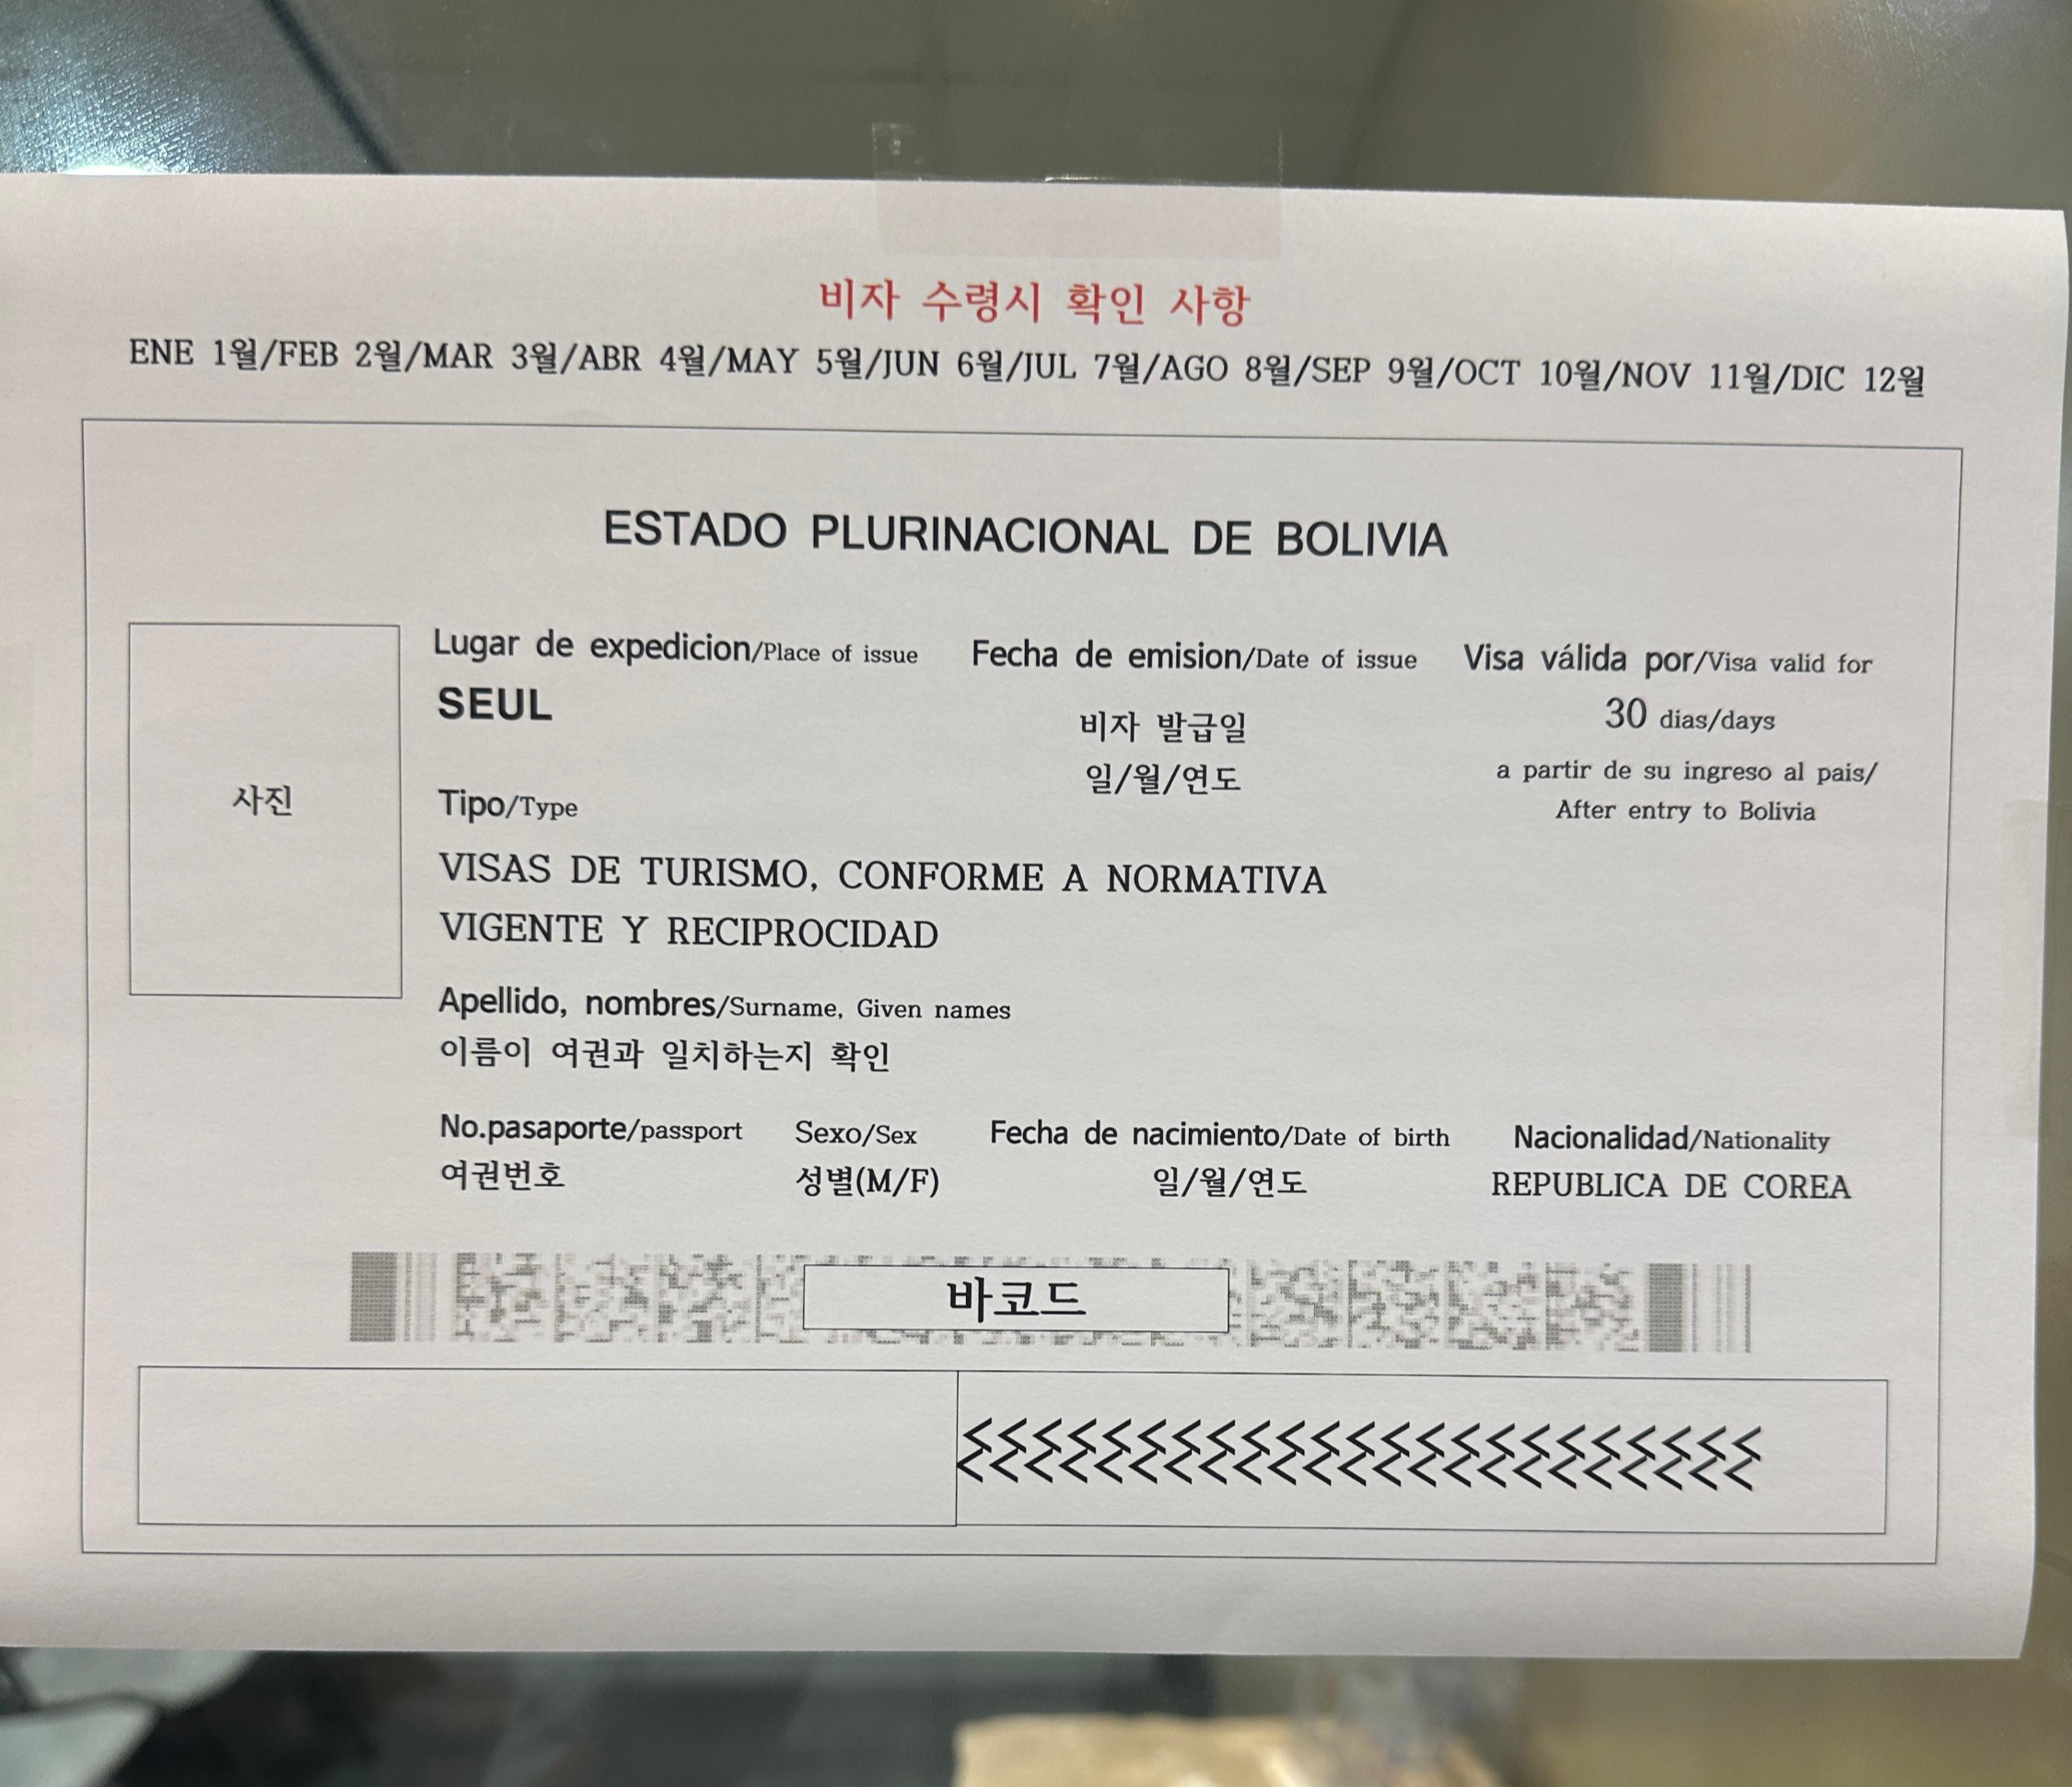 비자 수령시 확인 사항
ENE 1월/FEB 2월/MAR 3월/ABR 4월/MAY 5월/JUN 6월/JUL 7월/AGO 8월/SEP 9월/OCT 10월/NOV 11월/DIC 12월
ESTADO PLURINACIONAL DE BOLIVIA
사진
Lugar de expedicion/Place of issue
SEUL
Fecha de emision/Date of issue
비자 발급일
일/월/연도
Visa válida por/Visa valid for
30 dias/days
a partir de su ingreso al pais/
After entry to Bolivia
Tipo/Type
VISAS DE TURISMO, CONFORME A NORMATIVA
VIGENTE Y RECIPROCIDAD
Apellido, nombres/Surname, Given names
이름이 여권과 일치하는지 확인
No.pasaporte/passport
여권번호
Sexo/Sex
성별(M/F)
Fecha de nacimiento/Date of birth
일/월/연도
Nacionalidad/Nationality
REPUBLICA DE COREA
바코드
<<<<<<<<<<<<<<<<<<<<<<<
<<<<<<<<<<<<<<<<<<<<<<<